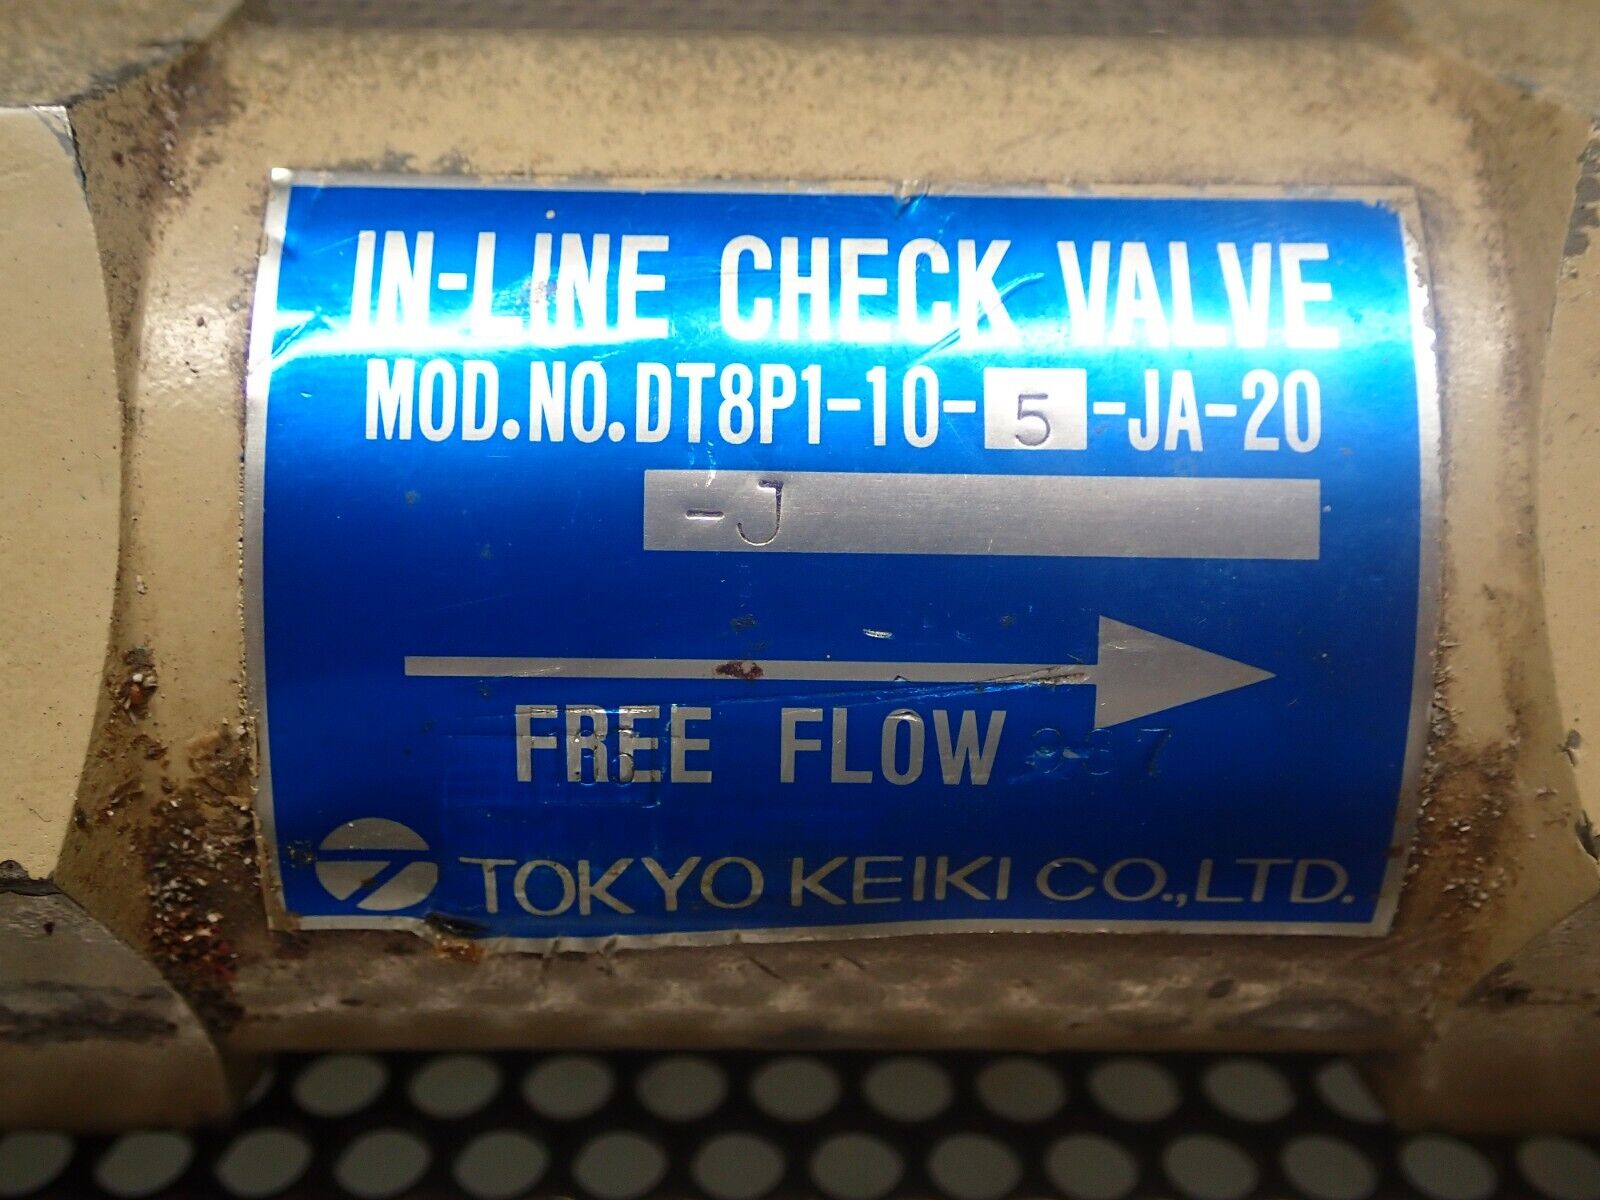 IN-LINE CHECK VALVE
MOD.NO.DT8P1-10-5-JA-20
-J
FREE FLOW
TOKYO KEIKI CO.,LTD.